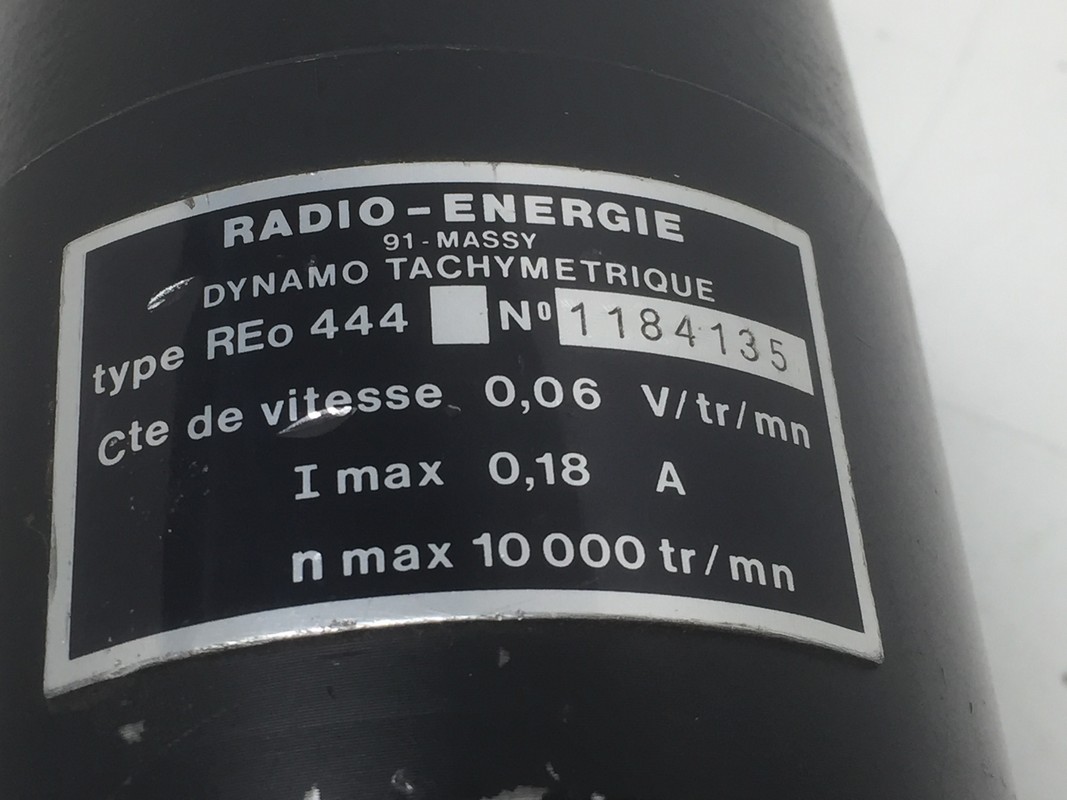 RADIO-ENERGIE
91-MASSY
DYNAMO TACHYMETRIQUE
type REo 444 Nº 1184135
Cte de vitesse 0,06 V/tr/mn
I max 0,18 A
n max 10 000 tr/mn